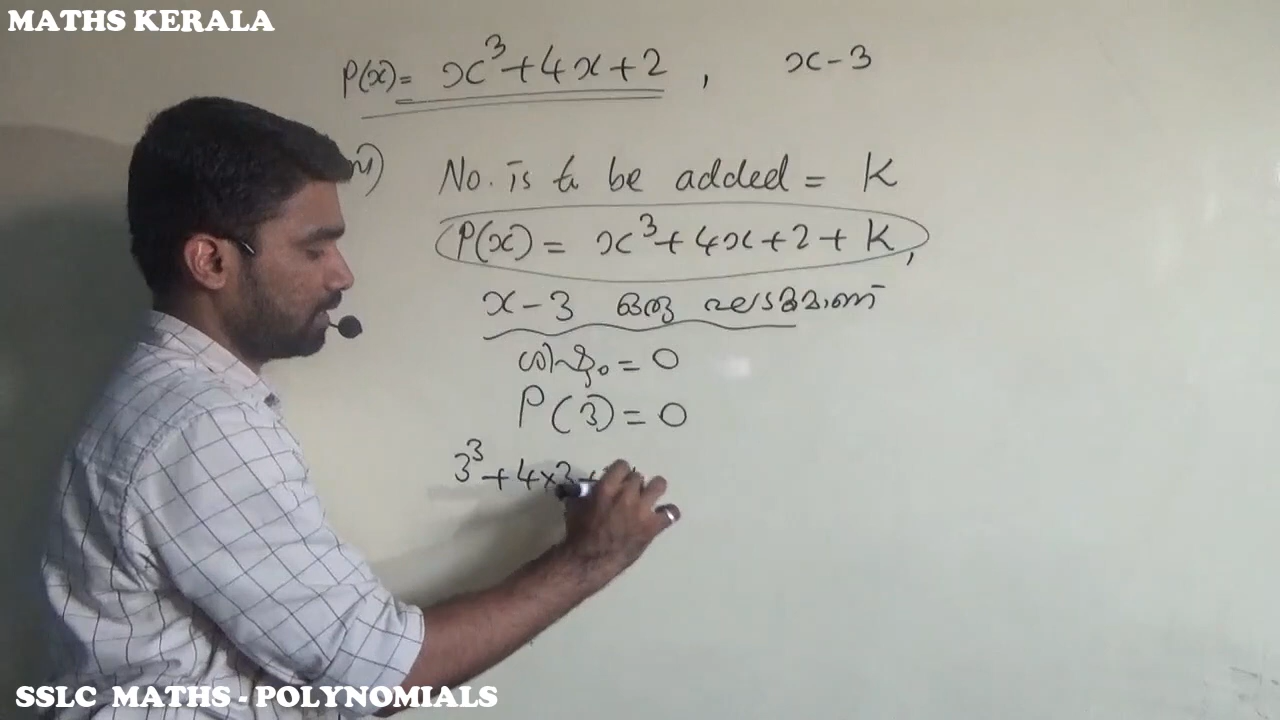 MATHS KERALA
P(x) = x³+4x+2 , x-3
No. is to be added = K
P(x) = x³+4x+2+K,
x-3 ഒരു ഘടകമാണ്
ശിഷ്ടം = 0
P(3) = 0
3³+4×3+
SSLC MATHS - POLYNOMIALS